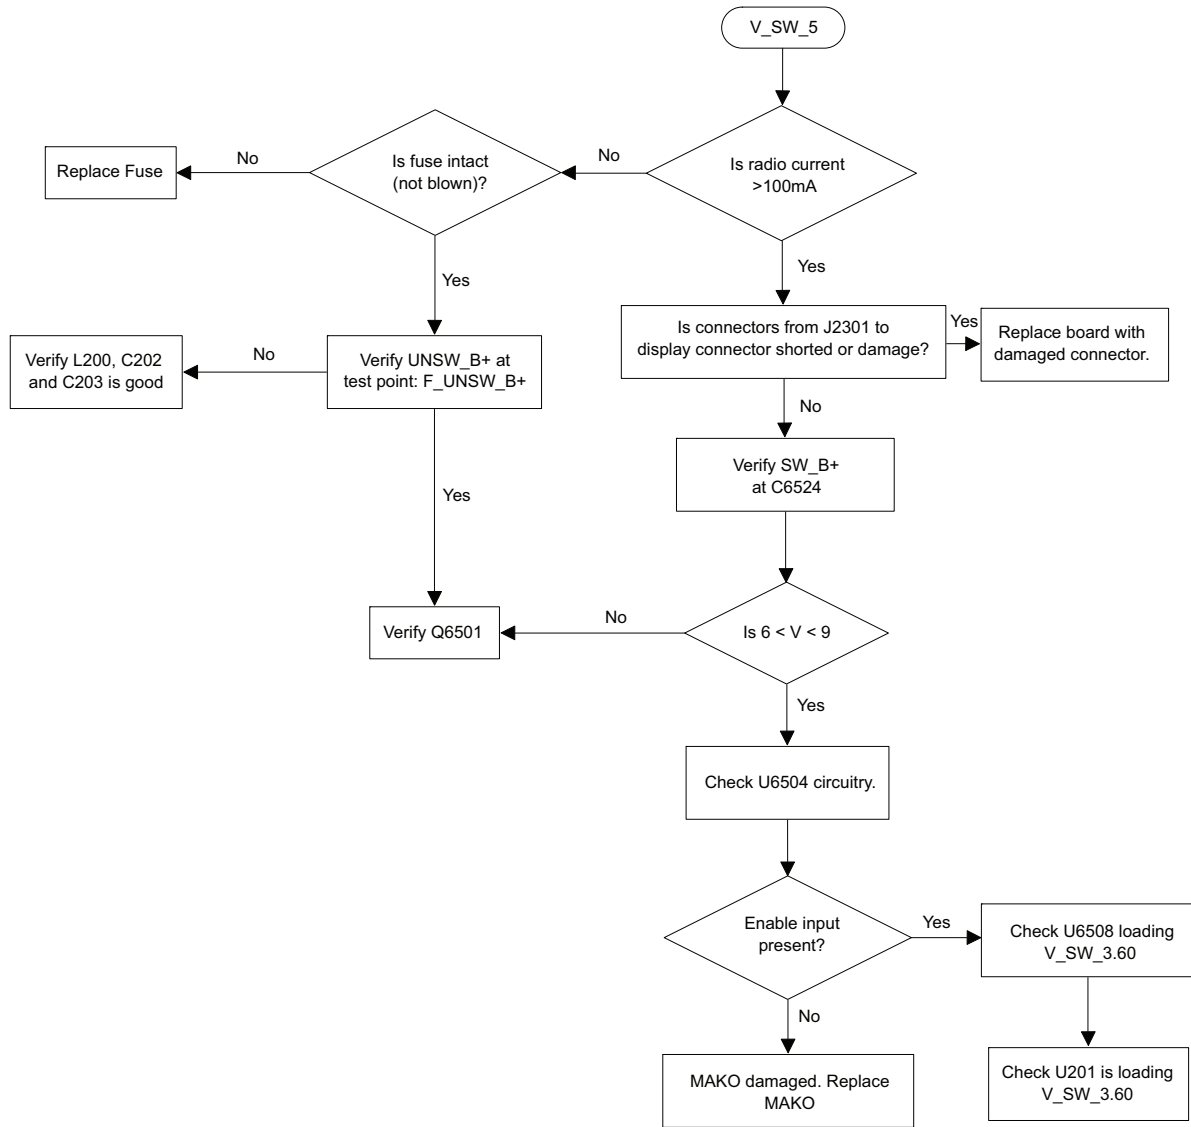 V_SW_5
Is radio current
>100mA
No
Is fuse intact
(not blown)?
No
Replace Fuse
Yes
Yes
Is connectors from J2301 to
display connector shorted or damage?
Yes
Replace board with
damaged connector.
Verify UNSW_B+ at
test point: F_UNSW_B+
No
Verify L200, C202
and C203 is good
No
Verify SW_B+
at C6524
Yes
Is 6 < V < 9
No
Verify Q6501
Yes
Check U6504 circuitry.
Enable input
present?
Yes
Check U6508 loading
V_SW_3.60
No
MAKO damaged. Replace
MAKO
Check U201 is loading
V_SW_3.60